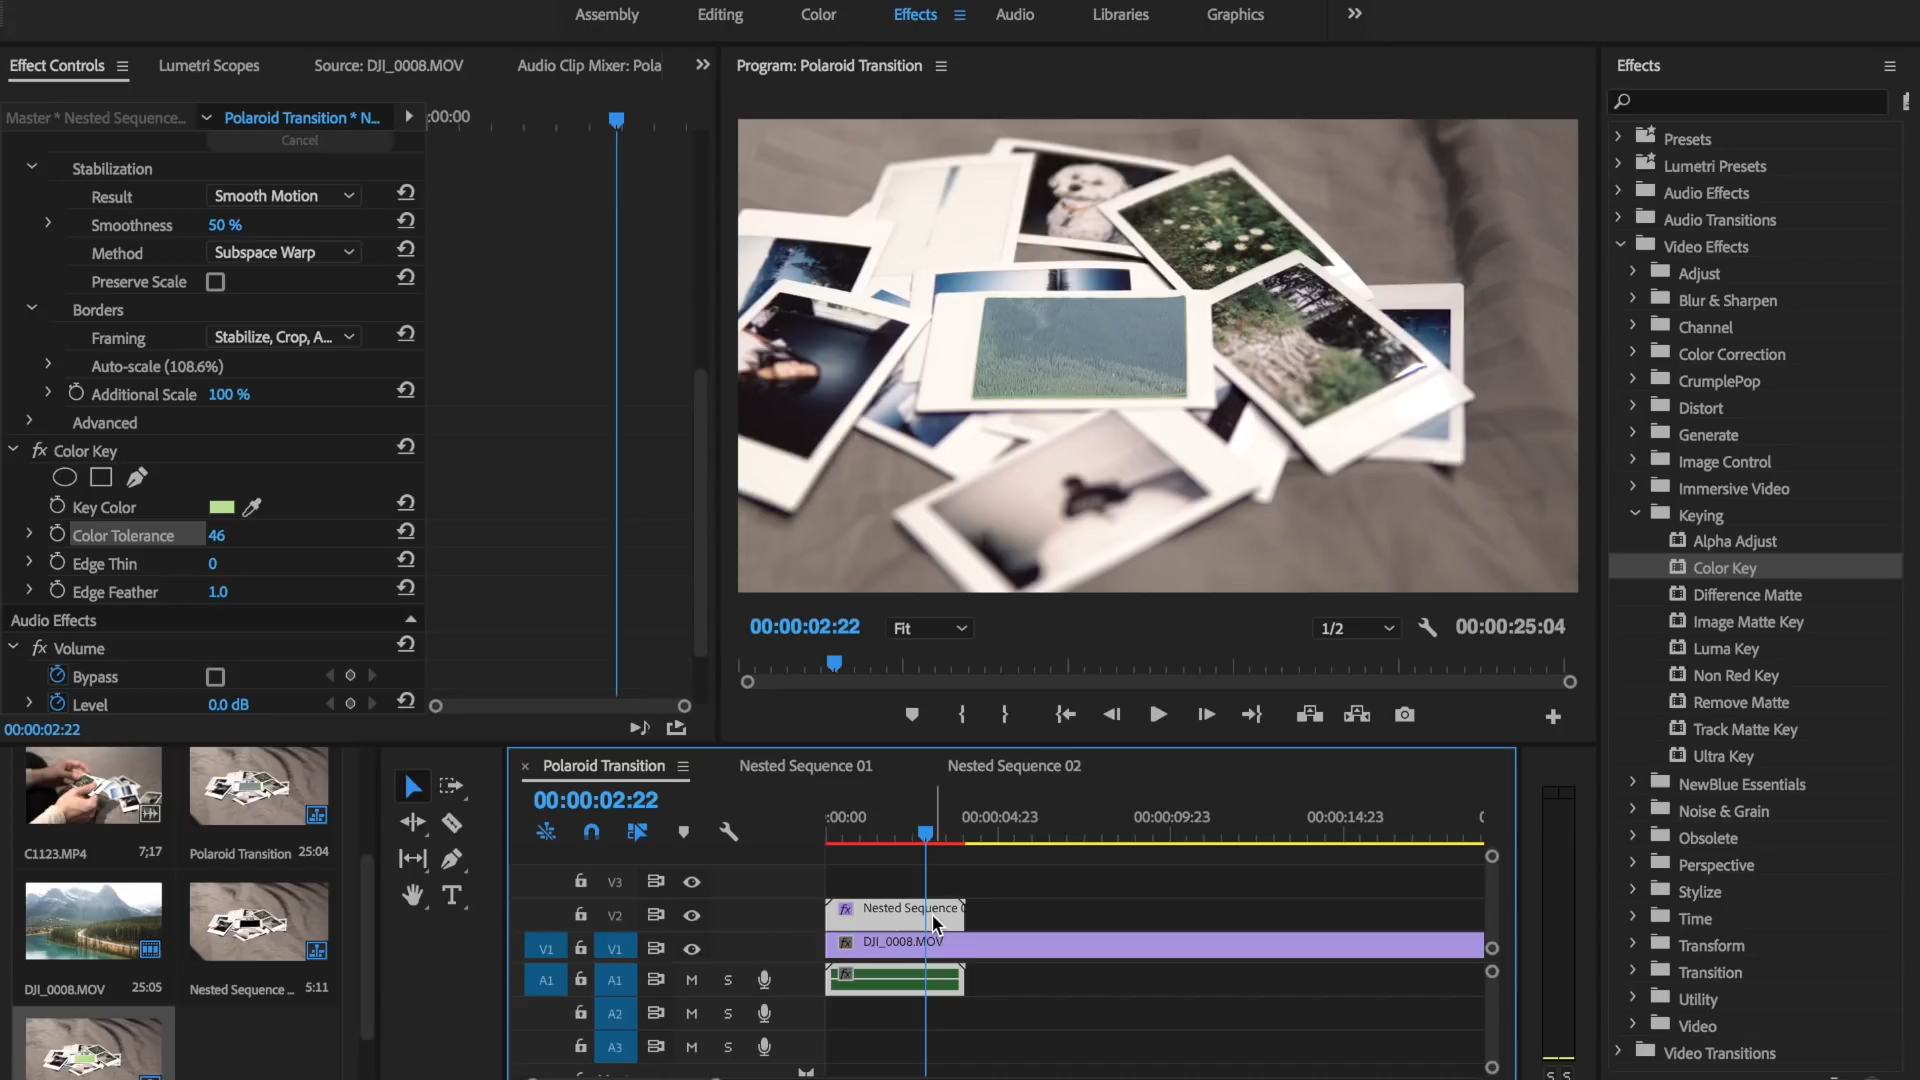 Assembly
Editing
Color
Effects
Audio
Libraries
Graphics
Effect Controls
Lumetri Scopes
Source: DJI_0008.MOV
Audio Clip Mixer: Pola
Program: Polaroid Transition
Effects
Master * Nested Sequence...
Polaroid Transition * N...
:00:00
Cancel
Stabilization
Result
Smooth Motion
Smoothness
50 %
Method
Subspace Warp
Preserve Scale
Borders
Framing
Stabilize, Crop, A...
Auto-scale (108.6%)
Additional Scale
100 %
Advanced
fx Color Key
Key Color
Color Tolerance
46
Edge Thin
0
Edge Feather
1.0
Audio Effects
fx Volume
Bypass
Level
0.0 dB
00:00:02:22
00:00:02:22
Fit
1/2
00:00:25:04
Presets
Lumetri Presets
Audio Effects
Audio Transitions
Video Effects
Adjust
Blur & Sharpen
Channel
Color Correction
CrumplePop
Distort
Generate
Image Control
Immersive Video
Keying
Alpha Adjust
Color Key
Difference Matte
Image Matte Key
Luma Key
Non Red Key
Remove Matte
Track Matte Key
Ultra Key
NewBlue Essentials
Noise & Grain
Obsolete
Perspective
Stylize
Time
Transform
Transition
Utility
Video
Video Transitions
C1123.MP4
7;17
Polaroid Transition
25:04
DJI_0008.MOV
25:05
Nested Sequence ...
5:11
T
× Polaroid Transition
Nested Sequence 01
Nested Sequence 02
00:00:02:22
:00:00
00:00:04:23
00:00:09:23
00:00:14:23
V3
V2
fx Nested Sequence
V1
V1
fx DJI_0008.MOV
A1
A1
M
S
fx
A2
M
S
A3
M
S
S
S